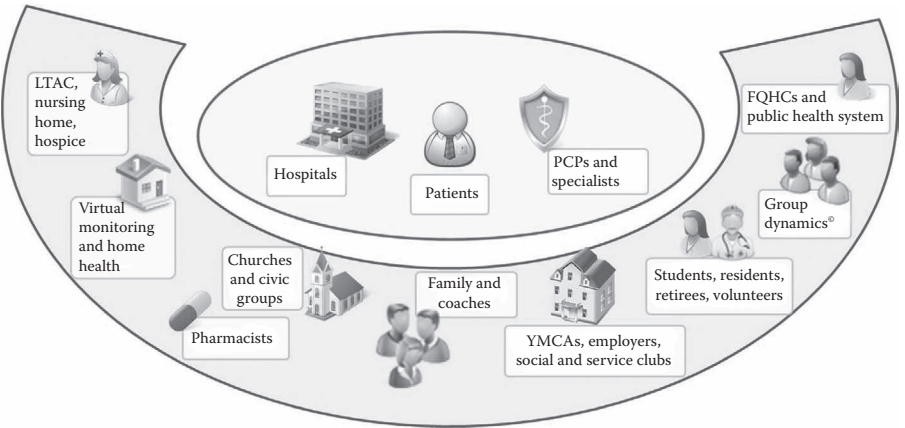 LTAC,
nursing
home,
hospice
Virtual
monitoring
and home
health
Pharmacists
Churches
and civic
groups
Hospitals
Patients
PCPs and
specialists
Family and
coaches
YMCAs, employers,
social and service clubs
Students, residents,
retirees, volunteers
Group
dynamics©
FQHCs and
public health system